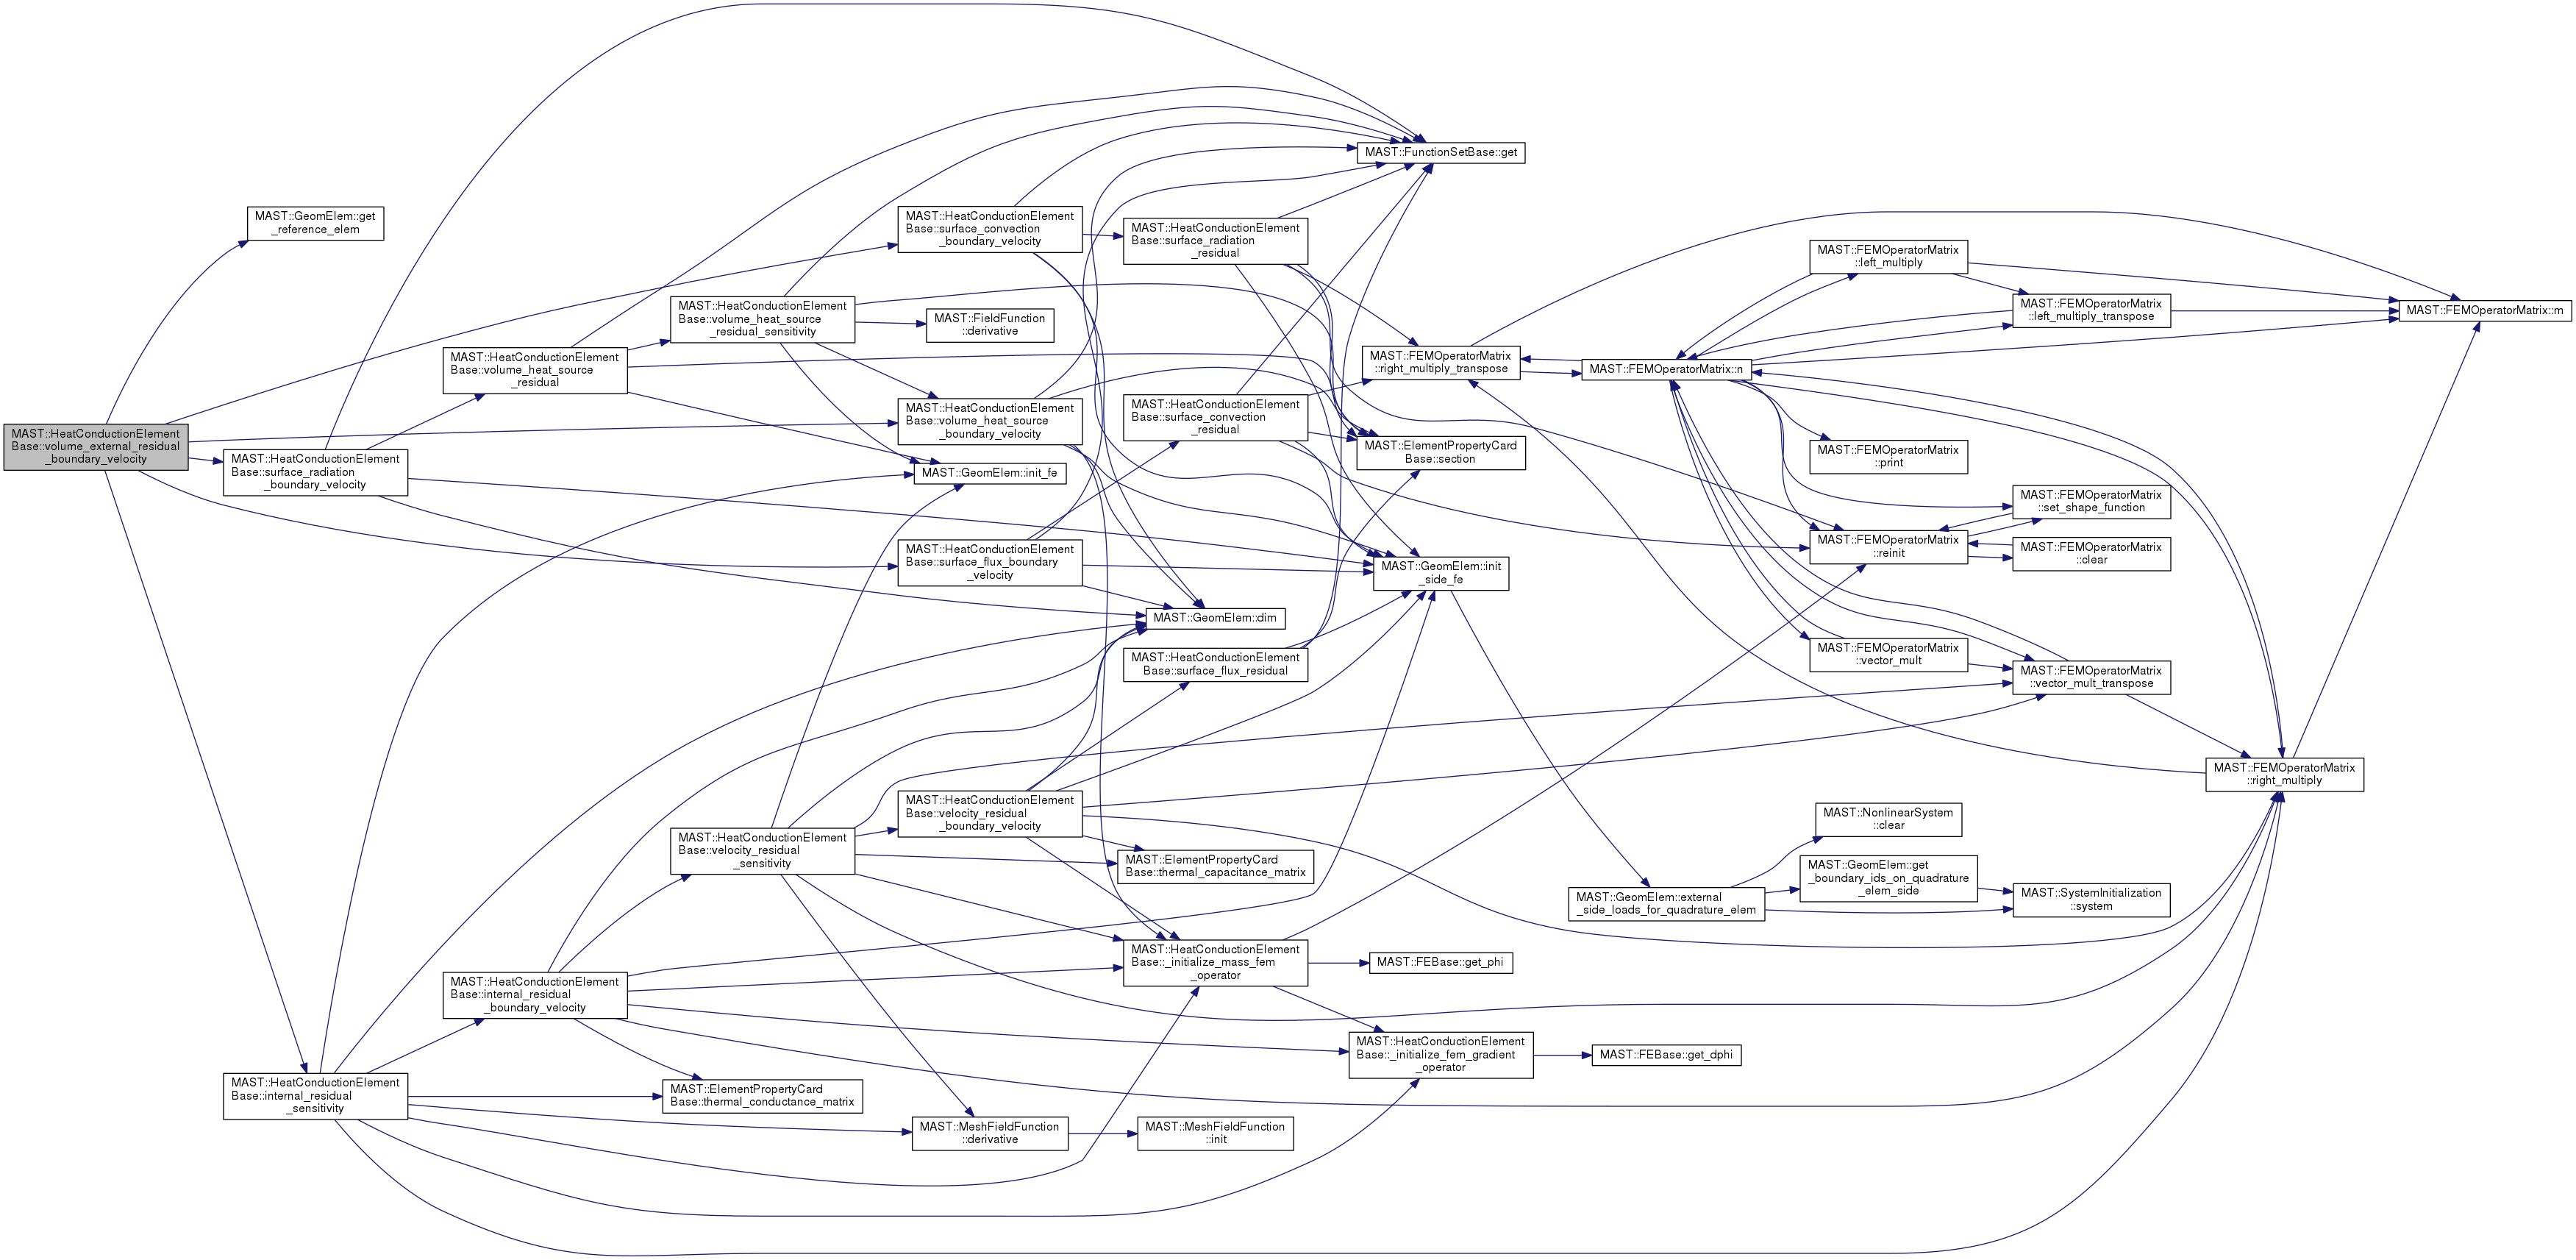 MAST::HeatConductionElement
Base::volume_external_residual
_boundary_velocity
MAST::GeomElem::get
_reference_elem
MAST::HeatConductionElement
Base::surface_radiation
_boundary_velocity
MAST::HeatConductionElement
Base::internal_residual
_sensitivity
MAST::HeatConductionElement
Base::volume_heat_source
_residual
MAST::HeatConductionElement
Base::internal_residual
_boundary_velocity
MAST::HeatConductionElement
Base::volume_heat_source
_residual_sensitivity
MAST::HeatConductionElement
Base::velocity_residual
_sensitivity
MAST::ElementPropertyCard
Base::thermal_conductance_matrix
MAST::HeatConductionElement
Base::surface_convection
_boundary_velocity
MAST::FieldFunction
::derivative
MAST::HeatConductionElement
Base::volume_heat_source
_boundary_velocity
MAST::GeomElem::init_fe
MAST::HeatConductionElement
Base::surface_flux_boundary
_velocity
MAST::HeatConductionElement
Base::velocity_residual
_boundary_velocity
MAST::MeshFieldFunction
::derivative
MAST::HeatConductionElement
Base::surface_radiation
_residual
MAST::HeatConductionElement
Base::surface_convection
_residual
MAST::GeomElem::dim
MAST::HeatConductionElement
Base::surface_flux_residual
MAST::ElementPropertyCard
Base::thermal_capacitance_matrix
MAST::HeatConductionElement
Base::_initialize_mass_fem
_operator
MAST::MeshFieldFunction
::init
MAST::FunctionSetBase::get
MAST::FEMOperatorMatrix
::right_multiply_transpose
MAST::ElementPropertyCard
Base::section
MAST::GeomElem::init
_side_fe
MAST::FEBase::get_phi
MAST::HeatConductionElement
Base::_initialize_fem_gradient
_operator
MAST::FEMOperatorMatrix::n
MAST::GeomElem::external
_side_loads_for_quadrature_elem
MAST::FEBase::get_dphi
MAST::FEMOperatorMatrix
::left_multiply
MAST::FEMOperatorMatrix
::print
MAST::FEMOperatorMatrix
::reinit
MAST::FEMOperatorMatrix
::vector_mult
MAST::NonlinearSystem
::clear
MAST::GeomElem::get
_boundary_ids_on_quadrature
_elem_side
MAST::FEMOperatorMatrix
::left_multiply_transpose
MAST::FEMOperatorMatrix
::set_shape_function
MAST::FEMOperatorMatrix
::clear
MAST::FEMOperatorMatrix
::vector_mult_transpose
MAST::SystemInitialization
::system
MAST::FEMOperatorMatrix
::right_multiply
MAST::FEMOperatorMatrix::m